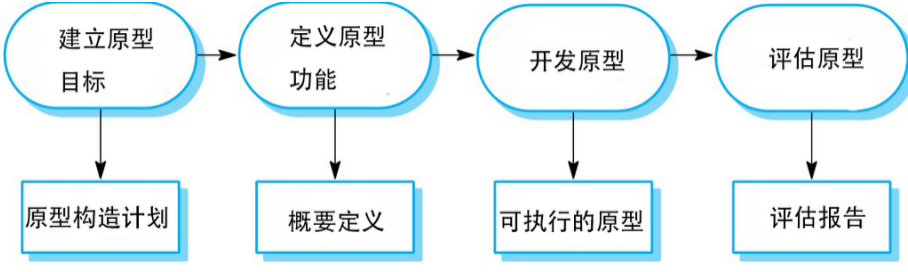 建立原型
目标
定义原型
功能
开发原型
评估原型
原型构造计划
概要定义
可执行的原型
评估报告